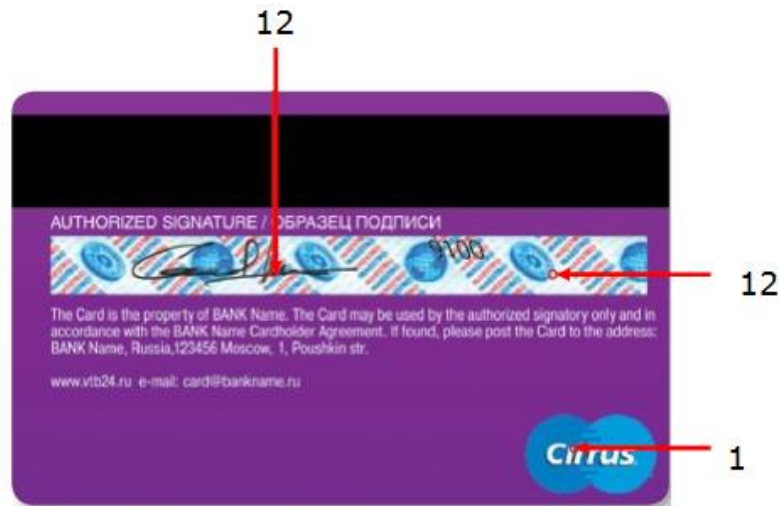 12
AUTHORIZED SIGNATURE / ОБРАЗЕЦ ПОДПИСИ
9100
12
The Card is the property of BANK Name. The Card may be used by the authorized signatory only and in
accordance with the BANK Name Cardholder Agreement. If found, please post the Card to the address:
BANK Name, Russia,123456 Moscow, 1, Poushkin str.
www.vtb24.ru e-mail: card@bankname.ru
Cirrus
1